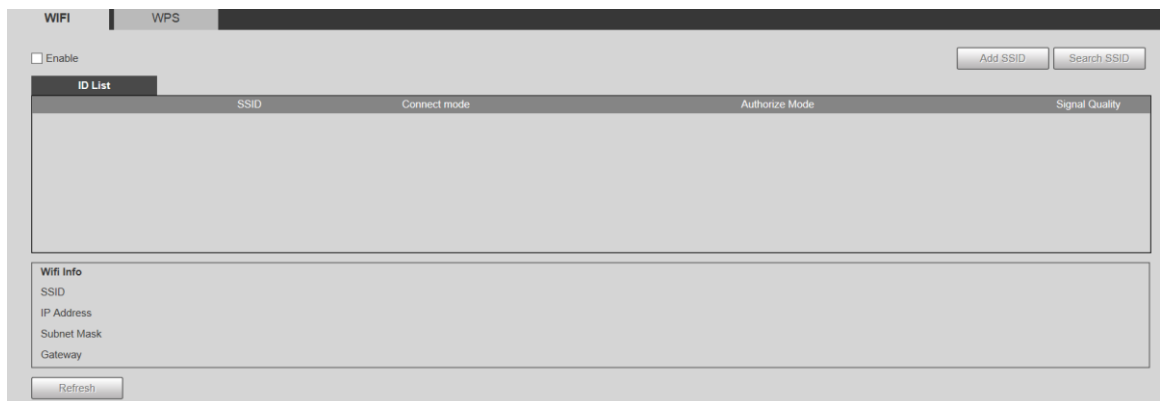 WIFI WPS
Enable Add SSID Search SSID
ID List
SSID Connect mode Authorize Mode Signal Quality
Wifi Info
SSID
IP Address
Subnet Mask
Gateway
Refresh